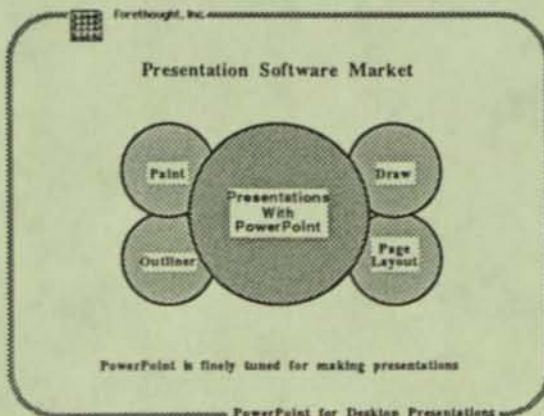 Forethought, Inc.
Presentation Software Market
Paint
Draw
Presentations
With
PowerPoint
Outliner
Page
Layout
PowerPoint is finely tuned for making presentations
PowerPoint for Desktop Presentations